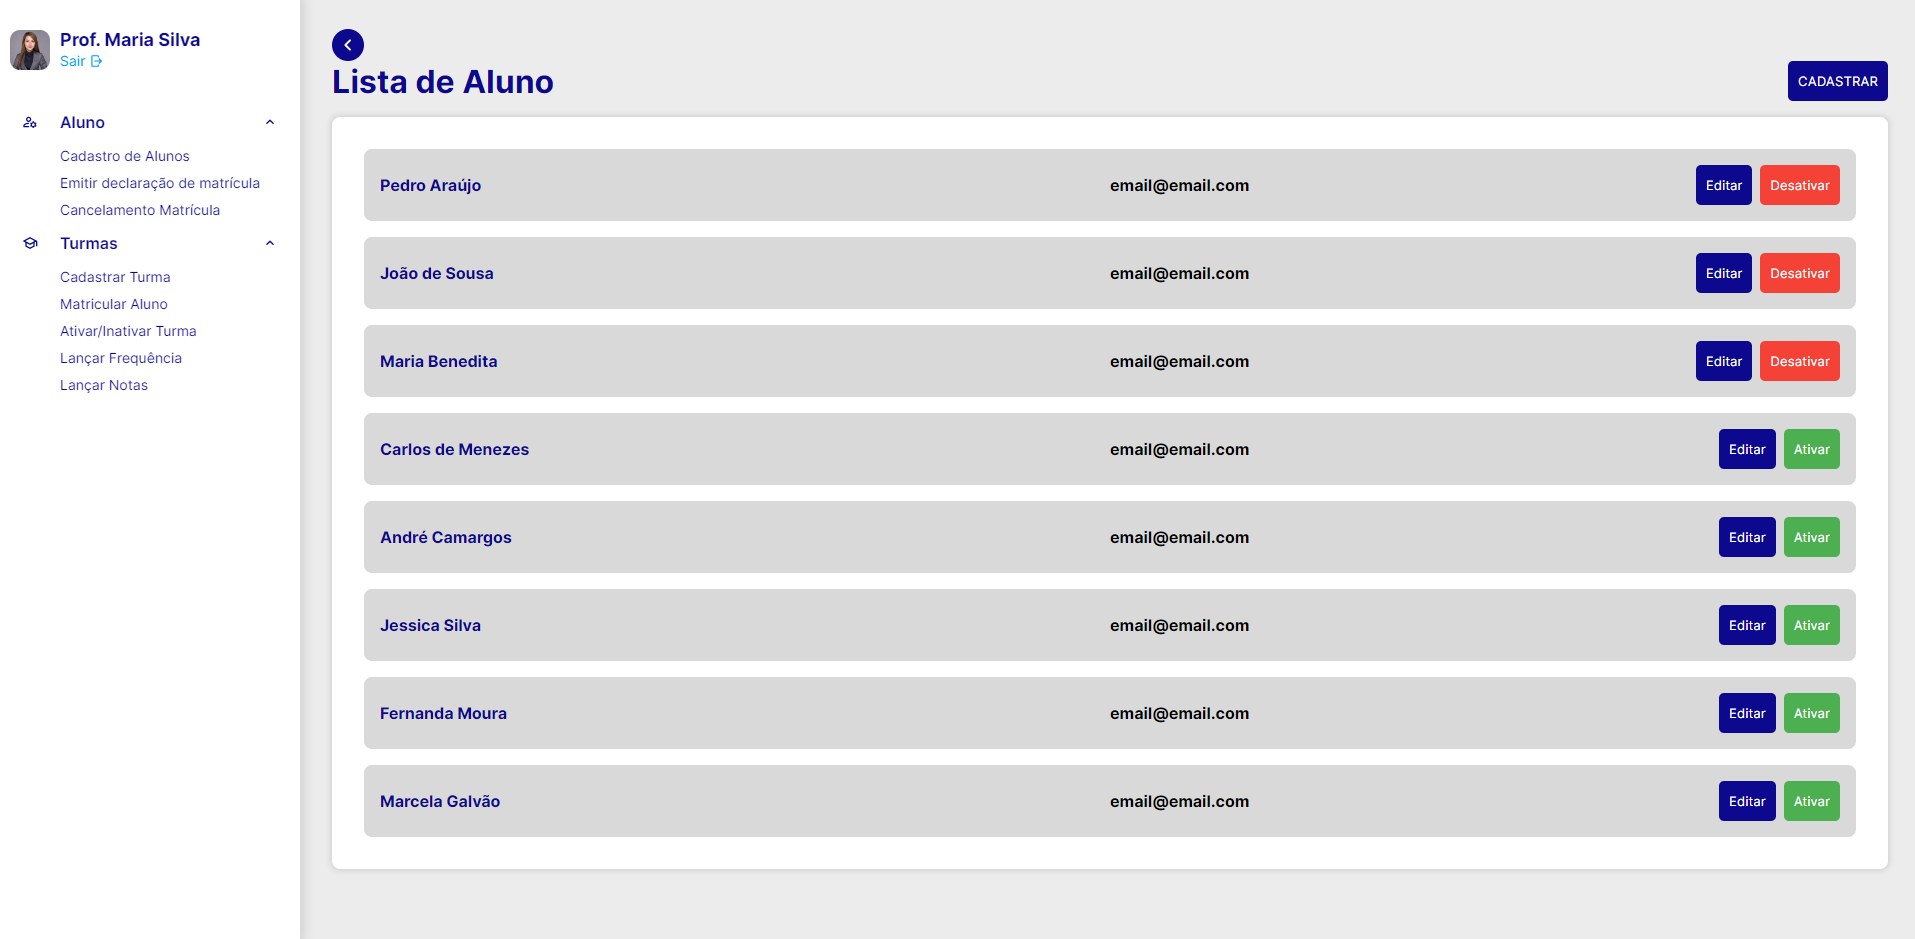 Prof. Maria Silva
Sair
Aluno
Cadastro de Alunos
Emitir declaração de matrícula
Cancelamento Matrícula
Turmas
Cadastrar Turma
Matricular Aluno
Ativar/Inativar Turma
Lançar Frequência
Lançar Notas
Lista de Aluno
CADASTRAR
Pedro Araújo email@email.com Editar Desativar
João de Sousa email@email.com Editar Desativar
Maria Benedita email@email.com Editar Desativar
Carlos de Menezes email@email.com Editar Ativar
André Camargos email@email.com Editar Ativar
Jessica Silva email@email.com Editar Ativar
Fernanda Moura email@email.com Editar Ativar
Marcela Galvão email@email.com Editar Ativar